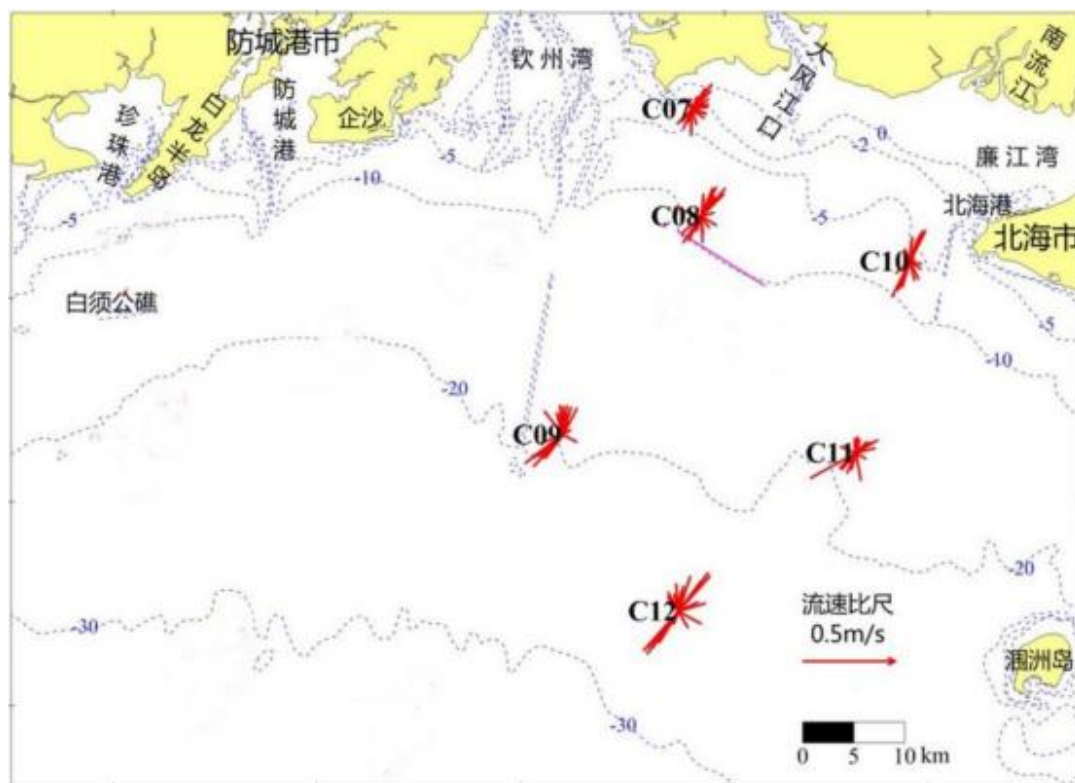 防城港市
钦州湾
大风江口
南流江
珍珠港
白龙半岛
防城港
企沙
C07
0
-2
廉江湾
-5
-10
-5
C08
-5
北海港
北海市
-5
C10
白须公礁
-5
-10
-20
C09
C11
-20
C12
流速比尺
0.5m/s
-30
涠洲岛
-30
0 5 10 km